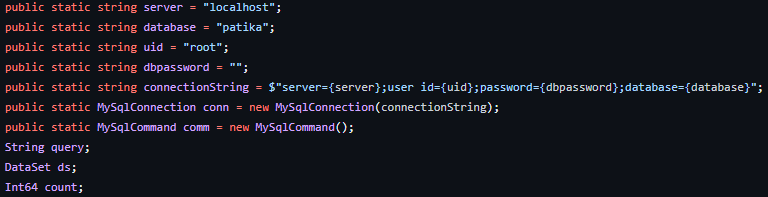 public static string server = "localhost";
public static string database = "patika";
public static string uid = "root";
public static string dbpassword = "";
public static string connectionString = $"server={server};user id={uid};password={dbpassword};database={database}";
public static MySqlConnection conn = new MySqlConnection(connectionString);
public static MySqlCommand comm = new MySqlCommand();
String query;
DataSet ds;
Int64 count;